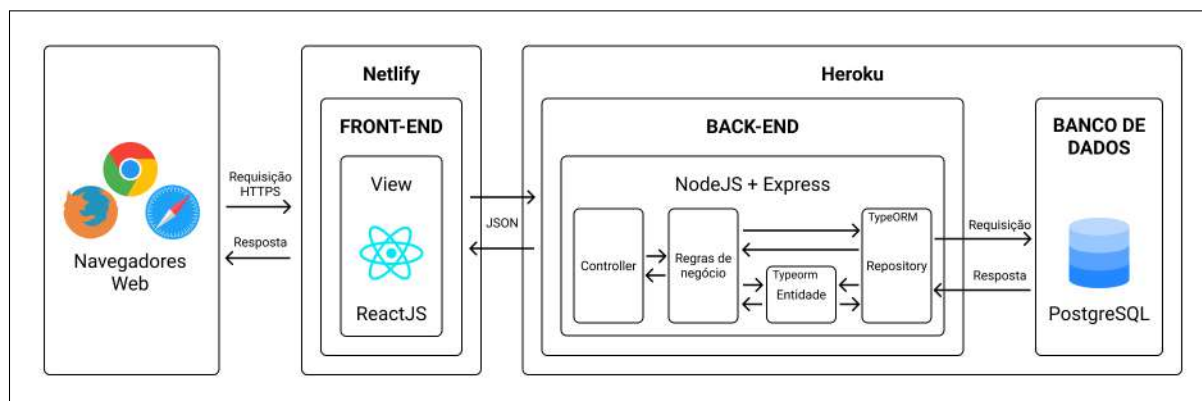 Navegadores
Web
Requisição
HTTPS
Resposta
Netlify
FRONT-END
View
ReactJS
JSON
Heroku
BACK-END
NodeJS + Express
Controller
Regras de
negócio
Typeorm
Entidade
TypeORM
Repository
Requisição
Resposta
BANCO DE
DADOS
PostgreSQL